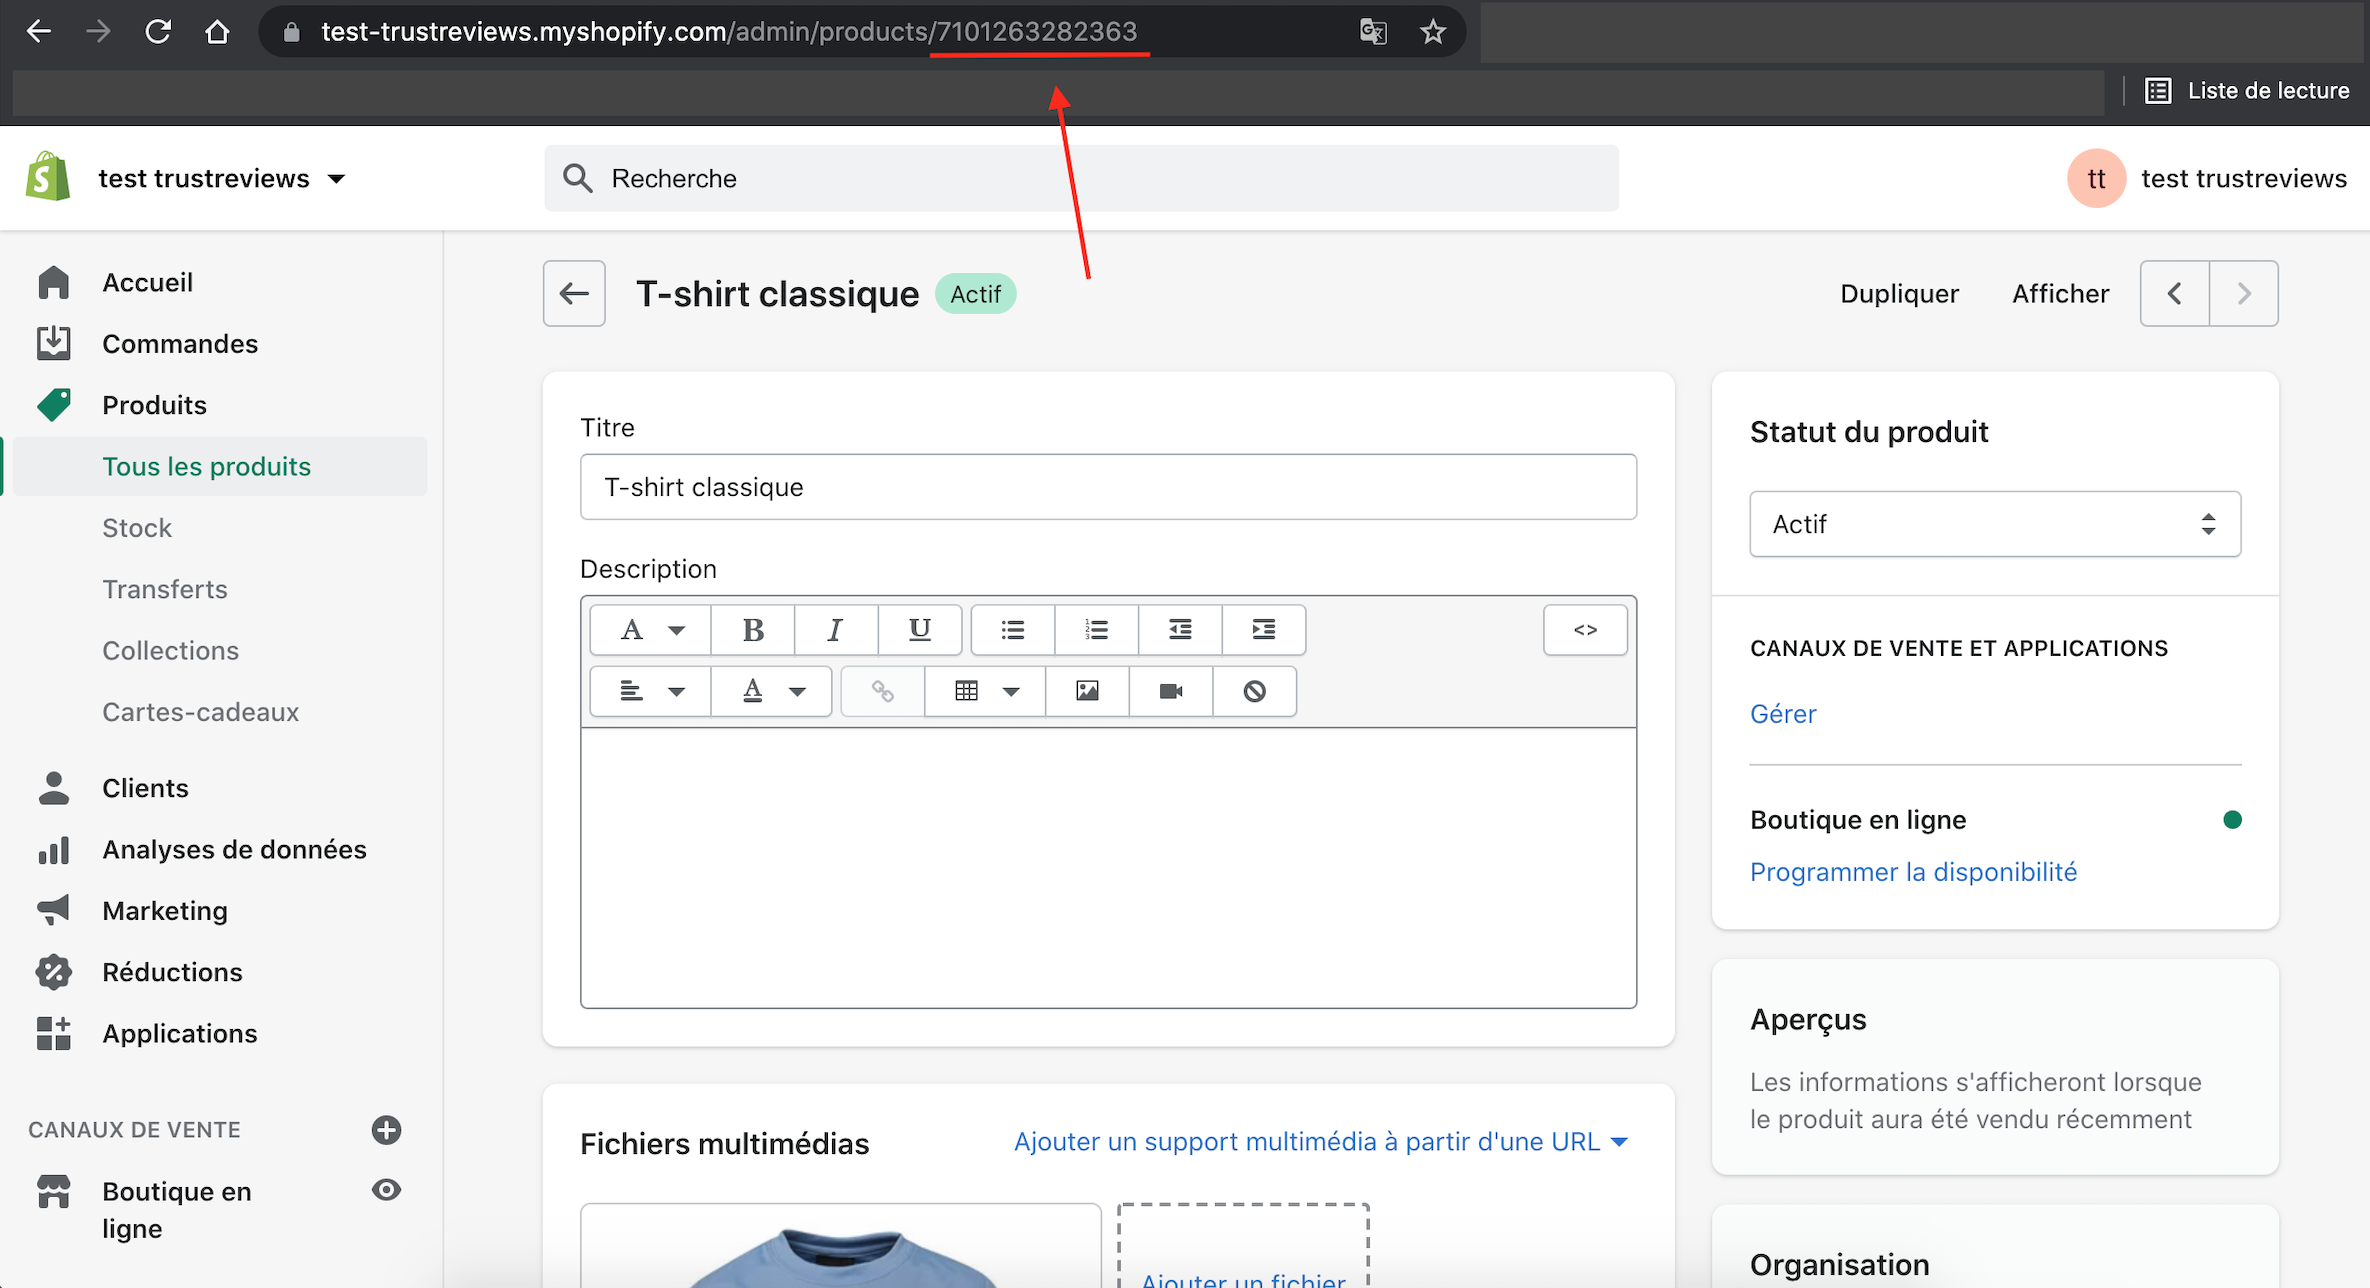 test-trustreviews.myshopify.com/admin/products/7101263282363
Liste de lecture
test trustreviews
Recherche
tt
test trustreviews
Accueil
Commandes
Produits
Tous les produits
Stock
Transferts
Collections
Cartes-cadeaux
Clients
Analyses de données
Marketing
Réductions
Applications
CANAUX DE VENTE
Boutique en
ligne
T-shirt classique
Actif
Dupliquer
Afficher
Titre
T-shirt classique
Description
A
B
I
U
<>
A
Fichiers multimédias
Ajouter un support multimédia à partir d'une URL
Ajouter un fichier
Statut du produit
Actif
CANAUX DE VENTE ET APPLICATIONS
Gérer
Boutique en ligne
Programmer la disponibilité
Aperçus
Les informations s'afficheront lorsque
le produit aura été vendu récemment
Organisation